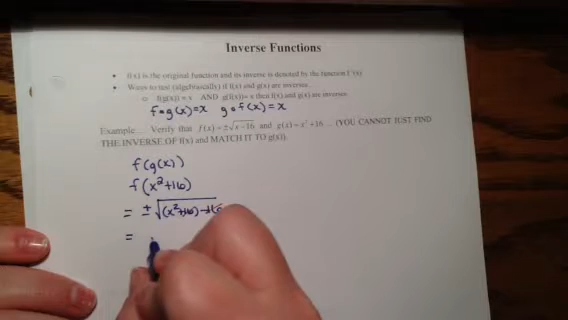 Inverse Functions
• f(x) is the original function and its inverse is denoted by the function f⁻¹(x)
• Ways to test (algebraically) if f(x) and g(x) are inverses.
o f(g(x)) = x AND g(f(x)) = x then f(x) and g(x) are inverses
f∘g(x)=x g∘f(x)=x
Example... Verify that f(x) = ±√x−16 and g(x) = x² +16 ... (YOU CANNOT JUST FIND
THE INVERSE OF f(x) and MATCH IT TO g(x)).
f(g(x))
f(x²+16)
= ±√(x²+16)−16
=